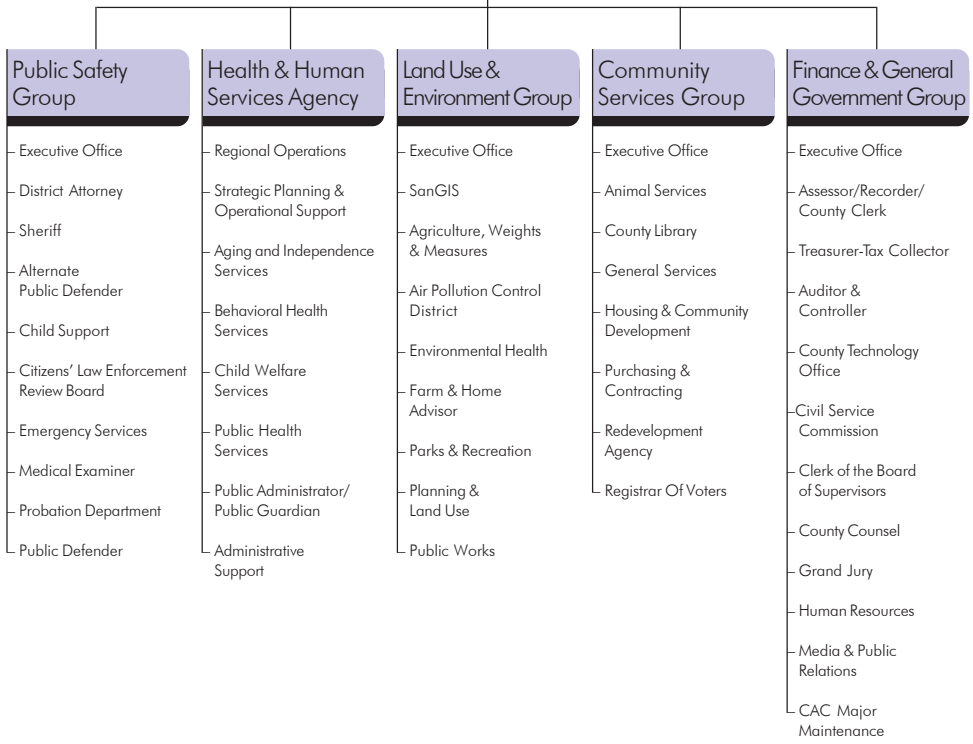 Public Safety
Group
Executive Office
District Attorney
Sheriff
Alternate
Public Defender
Child Support
Citizens’ Law Enforcement
Review Board
Emergency Services
Medical Examiner
Probation Department
Public Defender
Health & Human
Services Agency
Regional Operations
Strategic Planning &
Operational Support
Aging and Independence
Services
Behavioral Health
Services
Child Welfare
Services
Public Health
Services
Public Administrator/
Public Guardian
Administrative
Support
Land Use &
Environment Group
Executive Office
SanGIS
Agriculture, Weights
& Measures
Air Pollution Control
District
Environmental Health
Farm & Home
Advisor
Parks & Recreation
Planning &
Land Use
Public Works
Community
Services Group
Executive Office
Animal Services
County Library
General Services
Housing & Community
Development
Purchasing &
Contracting
Redevelopment
Agency
Registrar Of Voters
Finance & General
Government Group
Executive Office
Assessor/Recorder/
County Clerk
Treasurer-Tax Collector
Auditor &
Controller
County Technology
Office
Civil Service
Commission
Clerk of the Board
of Supervisors
County Counsel
Grand Jury
Human Resources
Media & Public
Relations
CAC Major
Maintenance